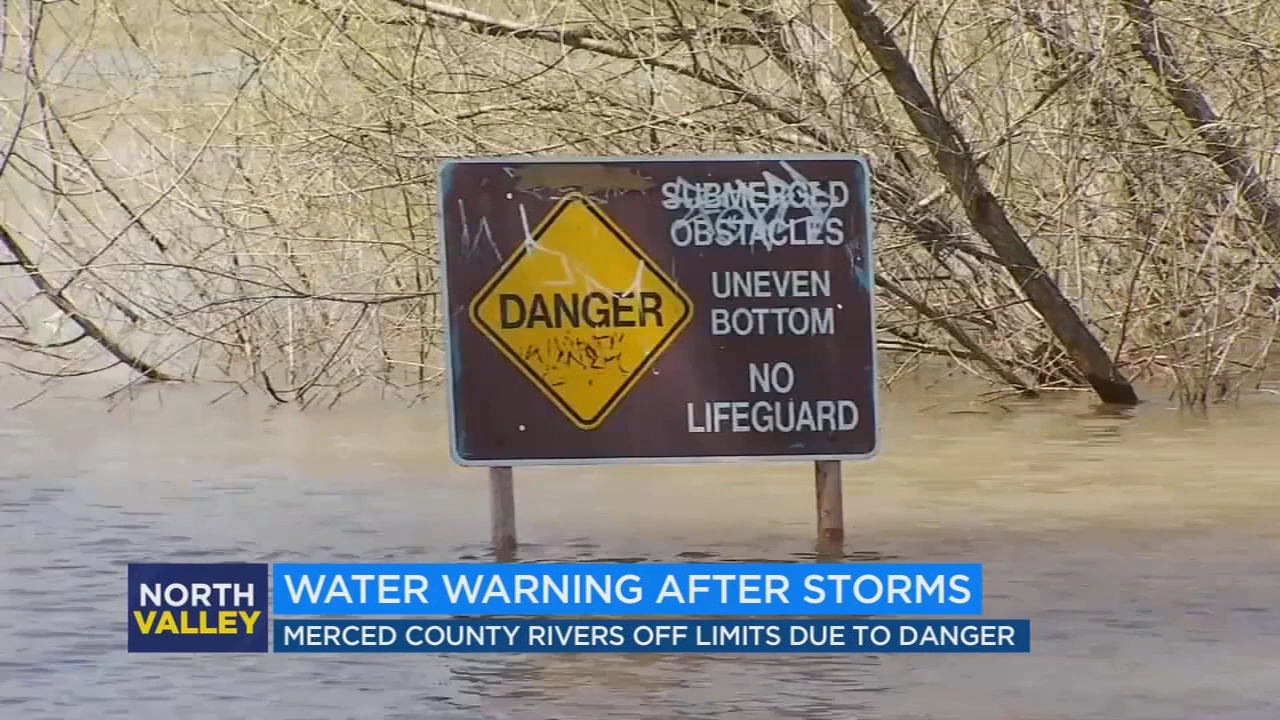 DANGER
SUBMERGED
OBSTACLES
UNEVEN
BOTTOM
NO
LIFEGUARD
NORTH
VALLEY
WATER WARNING AFTER STORMS
MERCED COUNTY RIVERS OFF LIMITS DUE TO DANGER